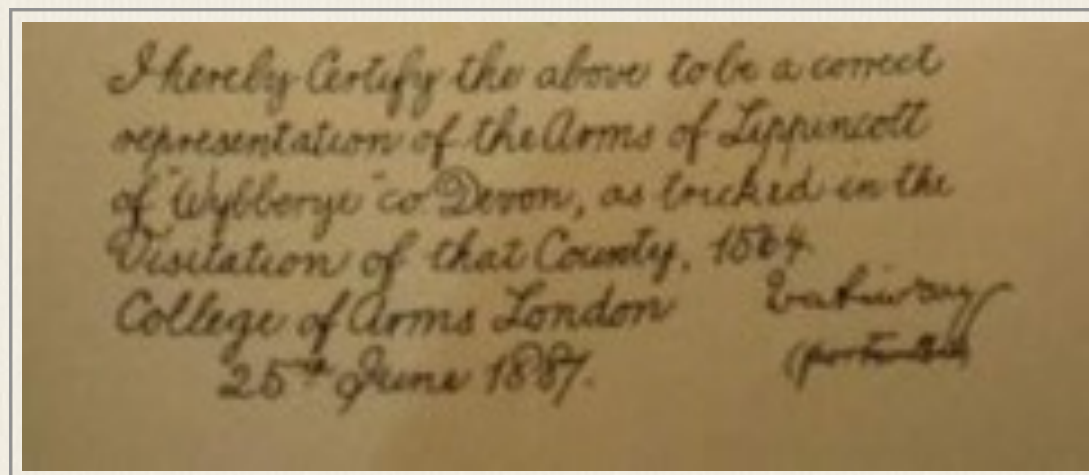 I hereby Certify the above to be a correct
representation of the Arms of Lippincott
of "Wybberye" co Devon, as tricked in the
Visitation of that County, 1564
College of Arms London
25th June 1887.